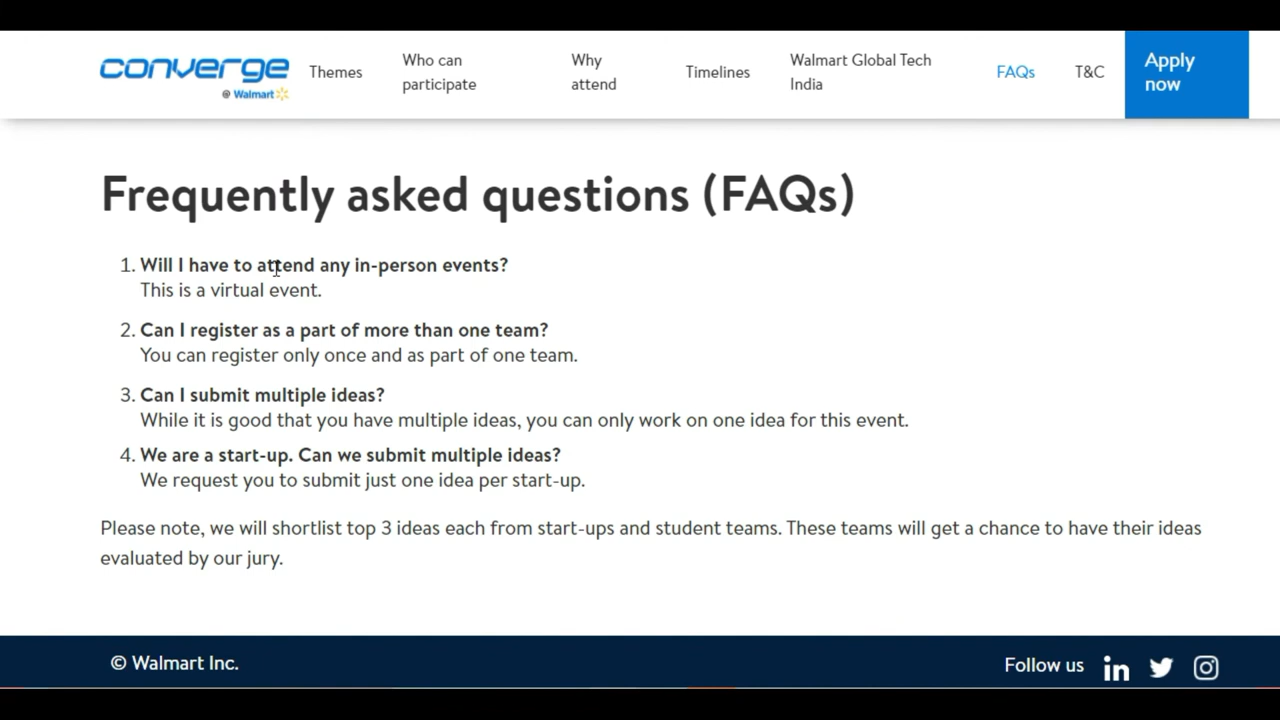 converge
@ Walmart
Themes
Who can
participate
Why
attend
Timelines
Walmart Global Tech
India
FAQs
T&C
Apply
now
Frequently asked questions (FAQs)
1. Will I have to attend any in-person events?
This is a virtual event.
2. Can I register as a part of more than one team?
You can register only once and as part of one team.
3. Can I submit multiple ideas?
While it is good that you have multiple ideas, you can only work on one idea for this event.
4. We are a start-up. Can we submit multiple ideas?
We request you to submit just one idea per start-up.
Please note, we will shortlist top 3 ideas each from start-ups and student teams. These teams will get a chance to have their ideas
evaluated by our jury.
© Walmart Inc.
Follow us
in